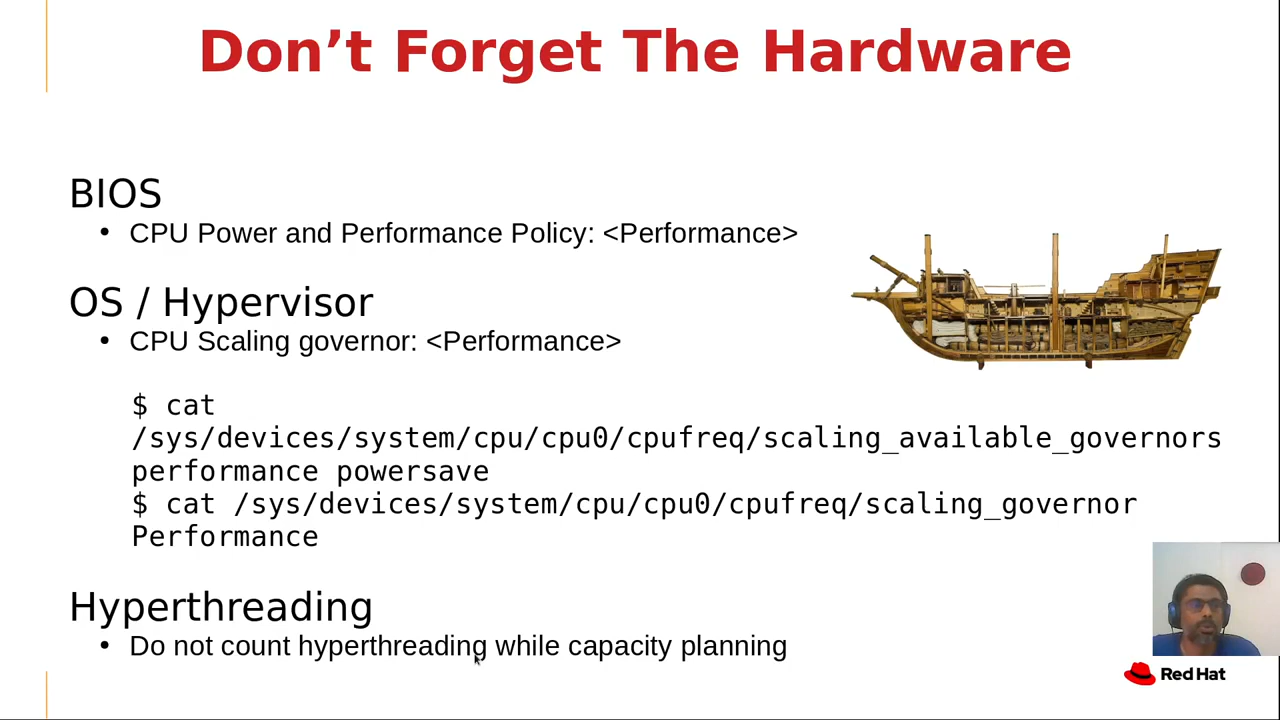 Don’t Forget The Hardware
BIOS
• CPU Power and Performance Policy: <Performance>
OS / Hypervisor
• CPU Scaling governor: <Performance>
$ cat
/sys/devices/system/cpu/cpu0/cpufreq/scaling_available_governors
performance powersave
$ cat /sys/devices/system/cpu/cpu0/cpufreq/scaling_governor
Performance
Hyperthreading
• Do not count hyperthreading while capacity planning
Red Hat